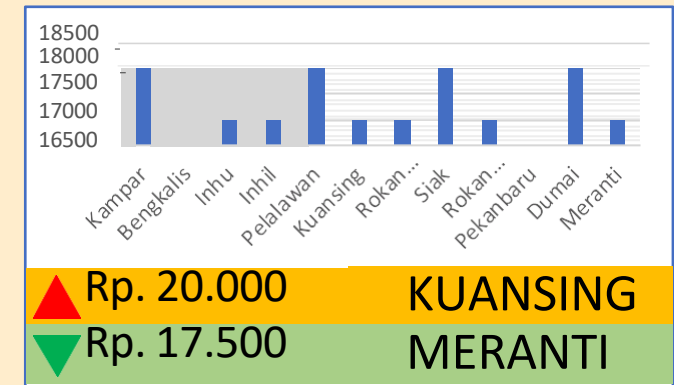 18500
18000
17500
17000
16500
Kampar
Bengkalis
Inhu
Inhil
Pelalawan
Kuansing
Rokan...
Siak
Rokan...
Pekanbaru
Dumai
Meranti
Rp. 20.000 KUANSING
Rp. 17.500 MERANTI